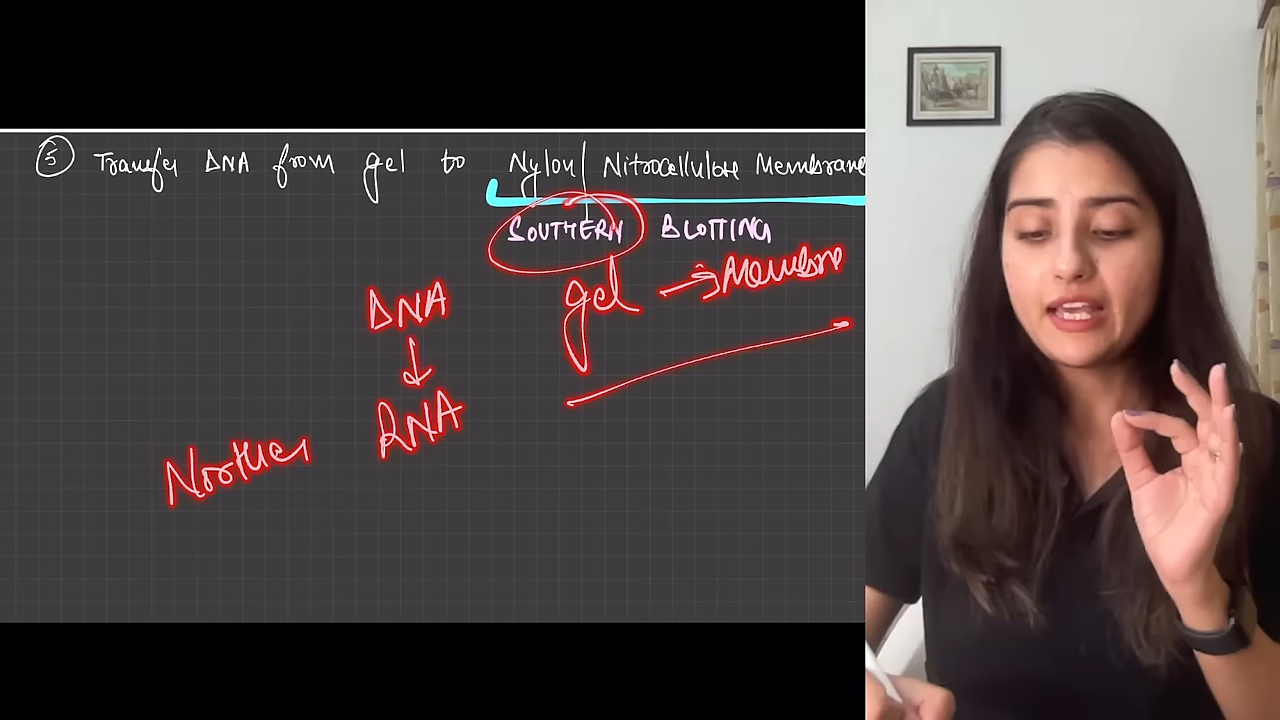 5 Transfer DNA from gel to Nylon/ Nitrocellulose Membrane
SOUTHERN BLOTTING
gel → Membrane
DNA
↓
RNA
Northern